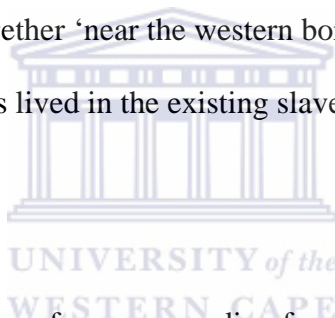 ether ‘near the western bo
s lived in the existing slave
UNIVERSITY of the
WESTERN CAPE